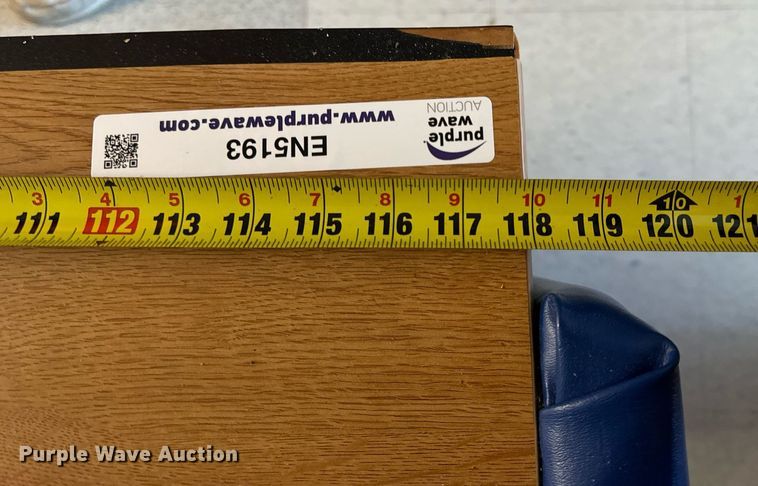 purple
wave
AUCTION
www.purplewave.com
EN5193
3 4 5 6 7 8 9 10 11 10 1
111 112 113 114 115 116 117 118 119 120 121
Purple Wave Auction